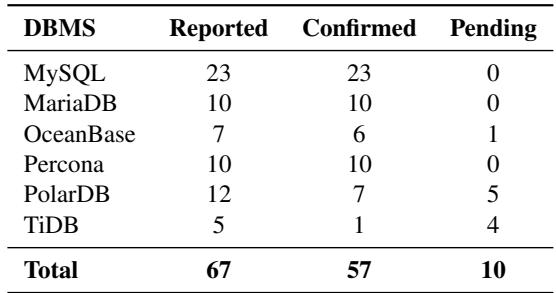 DBMS Reported Confirmed Pending
MySQL 23 23 0
MariaDB 10 10 0
OceanBase 7 6 1
Percona 10 10 0
PolarDB 12 7 5
TiDB 5 1 4
Total 67 57 10